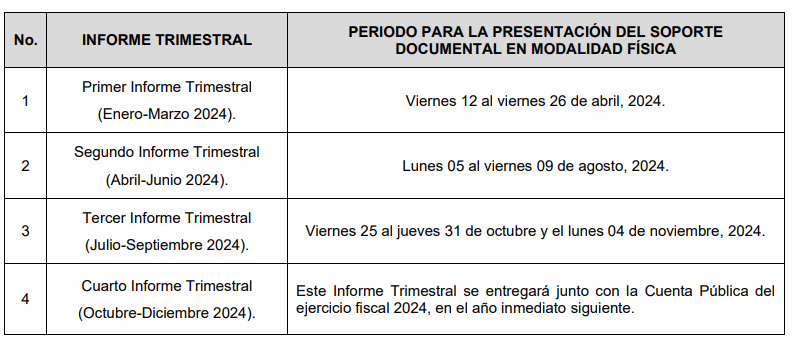 No.
INFORME TRIMESTRAL
PERIODO PARA LA PRESENTACIÓN DEL SOPORTE
DOCUMENTAL EN MODALIDAD FÍSICA
1
Primer Informe Trimestral
(Enero-Marzo 2024).
Viernes 12 al viernes 26 de abril, 2024.
2
Segundo Informe Trimestral
(Abril-Junio 2024).
Lunes 05 al viernes 09 de agosto, 2024.
3
Tercer Informe Trimestral
(Julio-Septiembre 2024).
Viernes 25 al jueves 31 de octubre y el lunes 04 de noviembre, 2024.
4
Cuarto Informe Trimestral
(Octubre-Diciembre 2024).
Este Informe Trimestral se entregará junto con la Cuenta Pública del
ejercicio fiscal 2024, en el año inmediato siguiente.